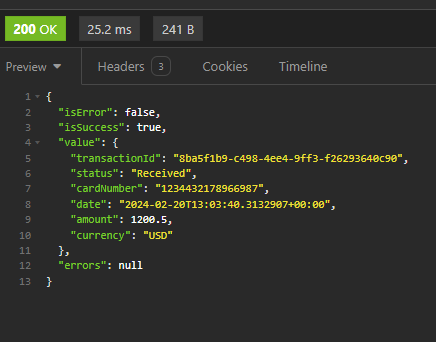 200 OK 25.2 ms 241 B
Preview Headers 3 Cookies Timeline
1 {
2 "isError": false,
3 "isSuccess": true,
4 "value": {
5 "transactionId": "8ba5f1b9-c498-4ee4-9ff3-f26293640c90",
6 "status": "Received",
7 "cardNumber": "1234432178966987",
8 "date": "2024-02-20T13:03:40.3132907+00:00",
9 "amount": 1200.5,
10 "currency": "USD"
11 },
12 "errors": null
13 }